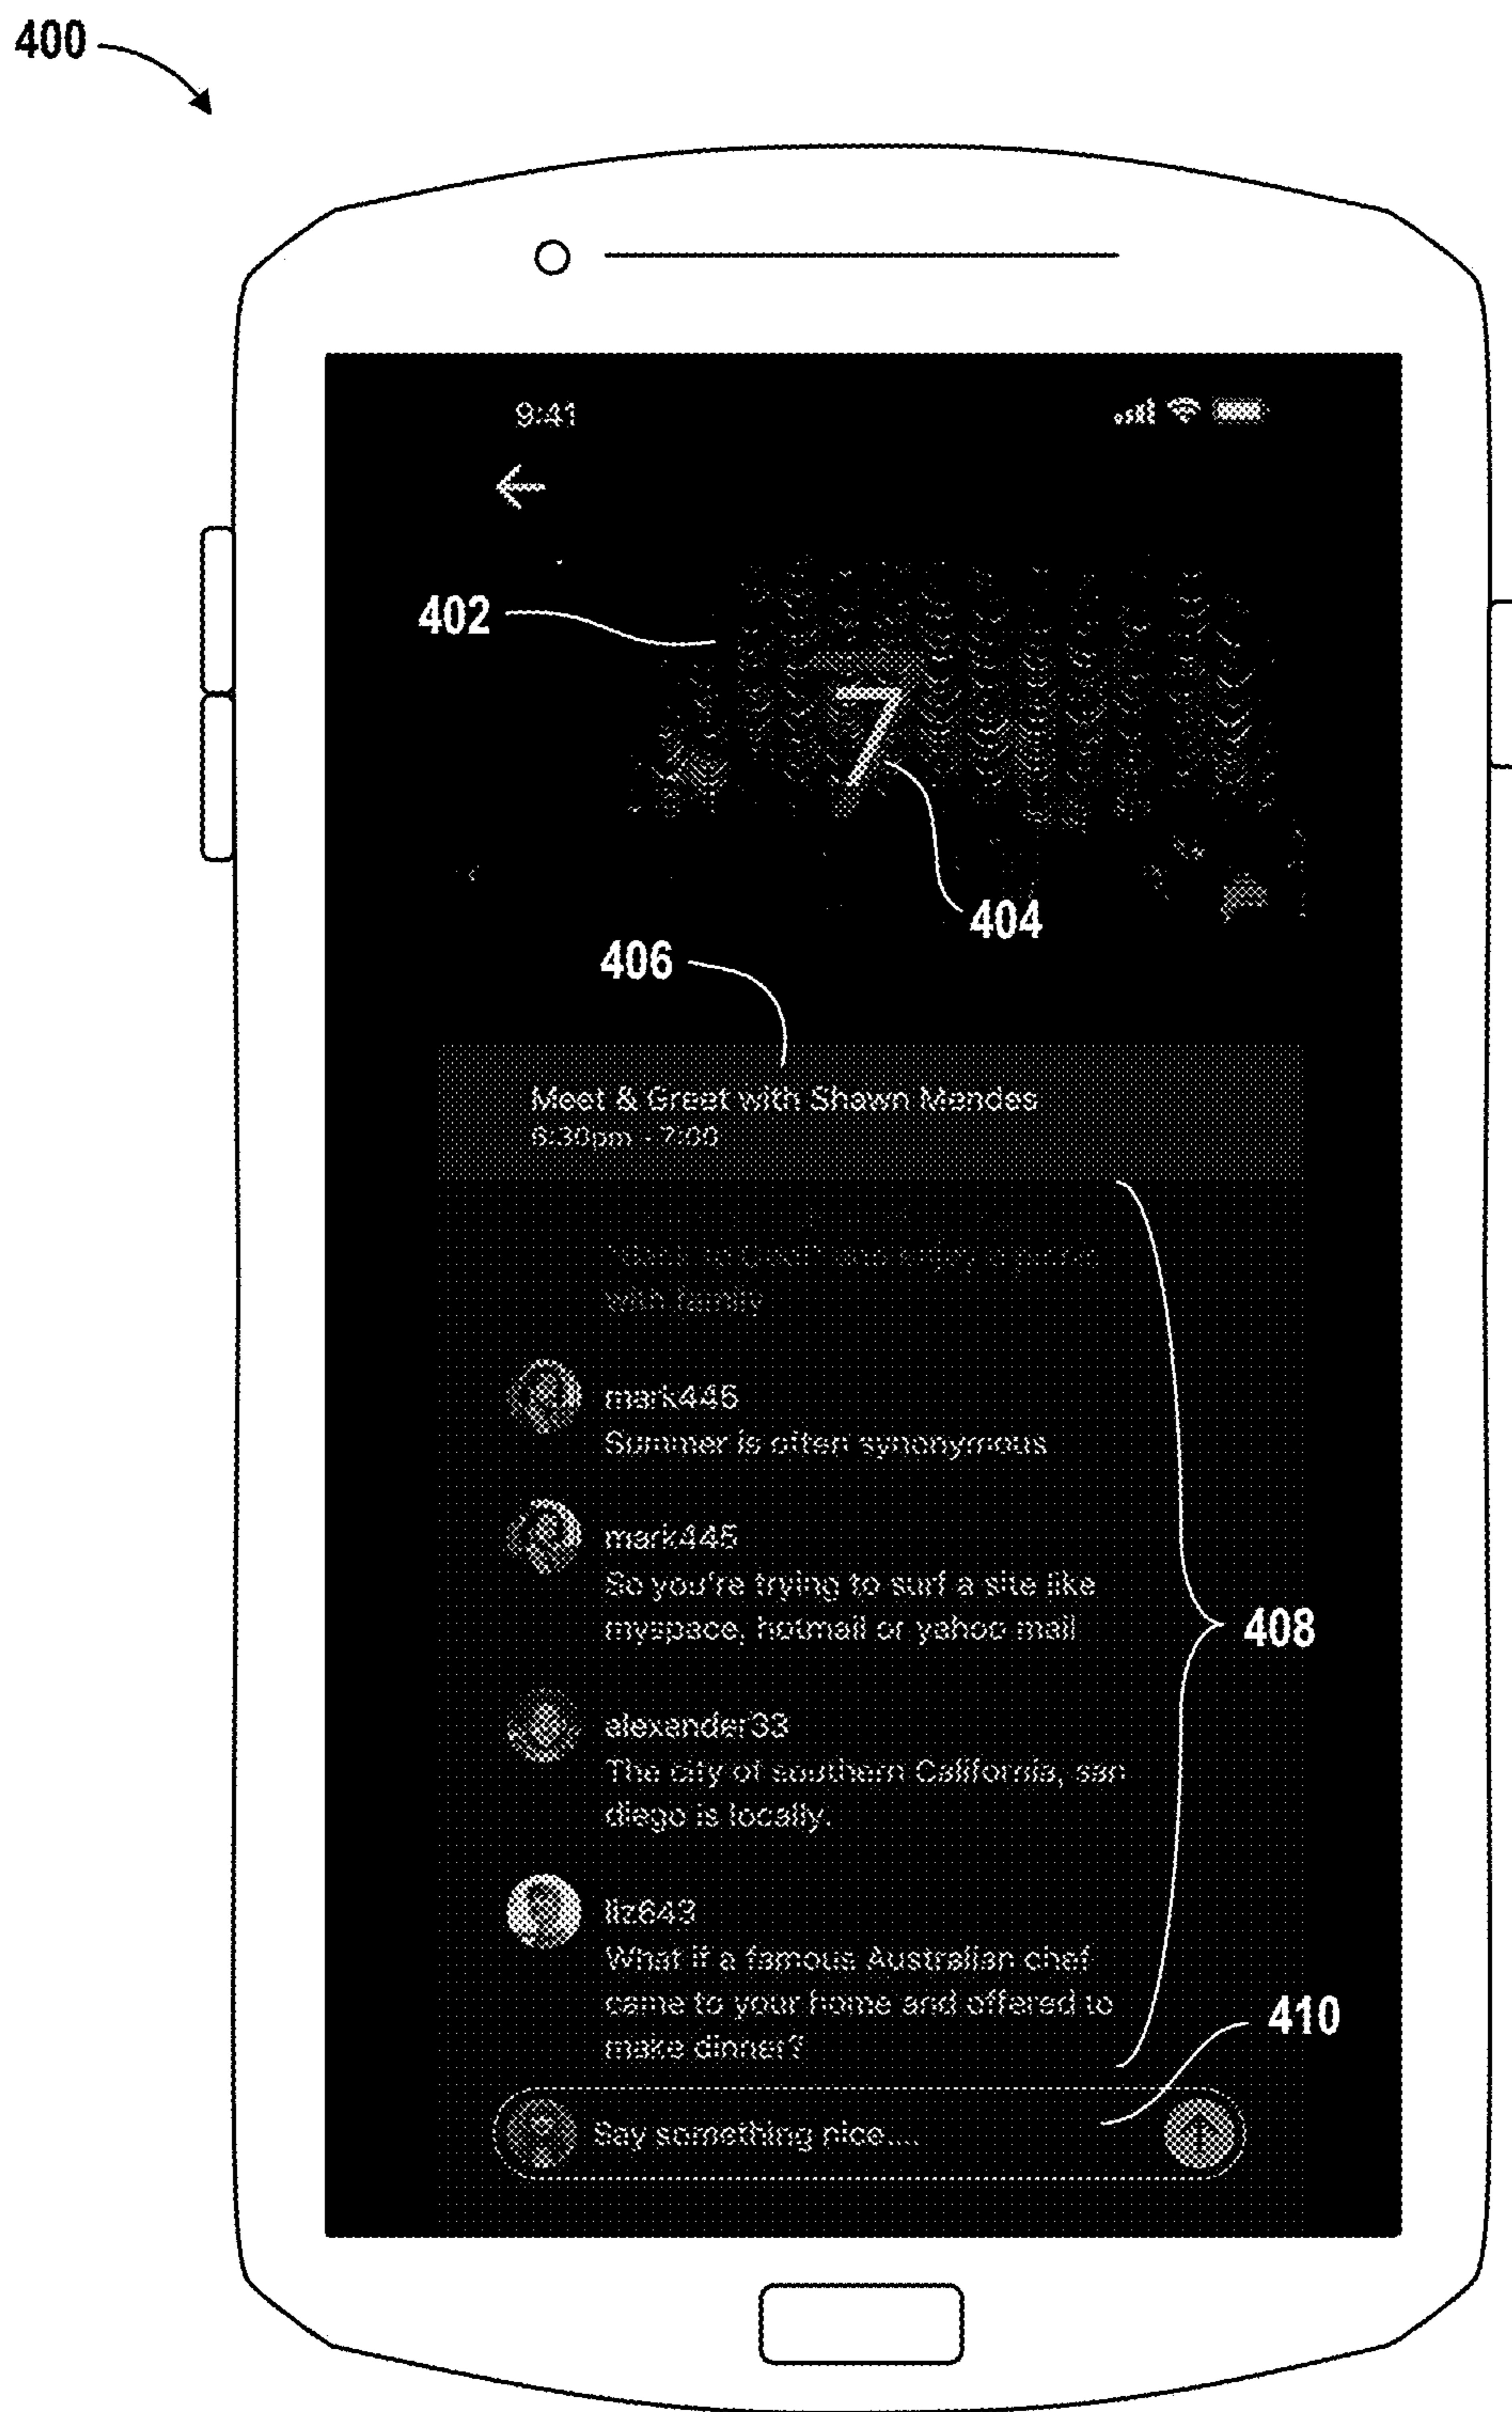 400
9:41
402
7
404
406
Meet & Greet with Shawn Mendes
6:30pm - 7:00
with family
mark445
Summer is often synonymous
mark445
So you're trying to surf a site like
myspace, hotmail or yahoo mail
408
alexander33
The city of southern California, san
diego is locally.
liz643
What if a famous Australian chef
came to your home and offered to
make dinner?
410
Say something nice....